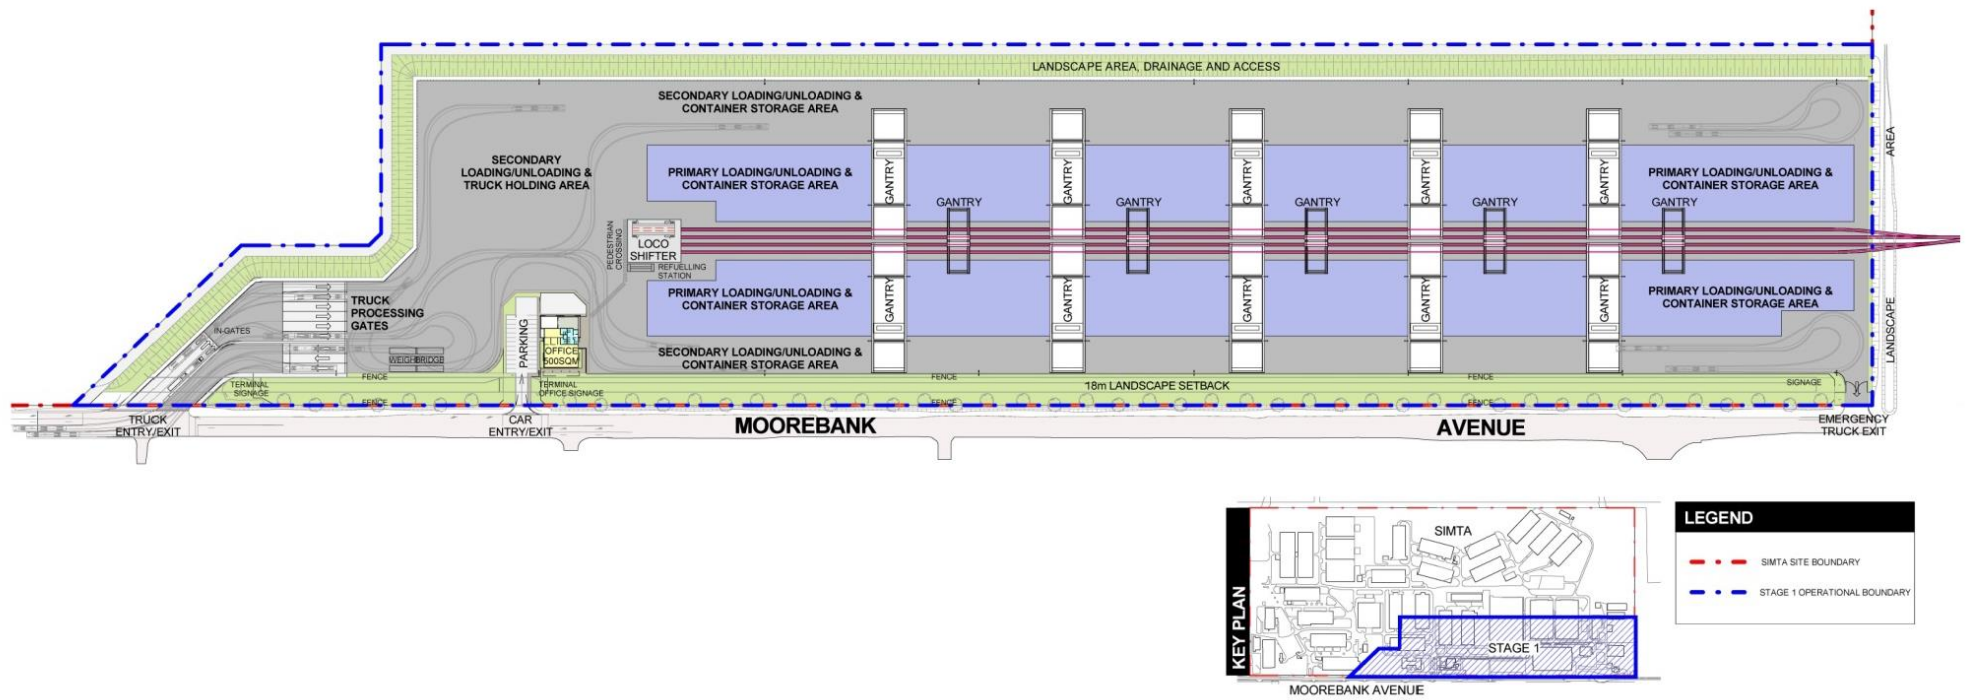 LANDSCAPE AREA, DRAINAGE AND ACCESS
SECONDARY LOADING/UNLOADING &
CONTAINER STORAGE AREA
SECONDARY
LOADING/UNLOADING &
TRUCK HOLDING AREA
PRIMARY LOADING/UNLOADING &
CONTAINER STORAGE AREA
GANTRY
GANTRY
GANTRY
GANTRY
GANTRY
PRIMARY LOADING/UNLOADING &
CONTAINER STORAGE AREA
AREA
LANDSCAPE
GANTRY
GANTRY
GANTRY
GANTRY
GANTRY
PEDESTRIAN
CROSSING
LOCO
SHIFTER
REFUELLING
STATION
PRIMARY LOADING/UNLOADING &
CONTAINER STORAGE AREA
GANTRY
GANTRY
GANTRY
GANTRY
GANTRY
PRIMARY LOADING/UNLOADING &
CONTAINER STORAGE AREA
TRUCK
PROCESSING
GATES
IN-GATES
WEIGHBRIDGE
PARKING
OFFICE
500SQM
SECONDARY LOADING/UNLOADING &
CONTAINER STORAGE AREA
TERMINAL
SIGNAGE
FENCE
TERMINAL
OFFICE SIGNAGE
FENCE
18m LANDSCAPE SETBACK
FENCE
SIGNAGE
FENCE
FENCE
FENCE
TRUCK
ENTRY/EXIT
CAR
ENTRY/EXIT
MOOREBANK
AVENUE
EMERGENCY
TRUCK EXIT
KEY PLAN
SIMTA
STAGE 1
MOOREBANK AVENUE
LEGEND
SIMTA SITE BOUNDARY
STAGE 1 OPERATIONAL BOUNDARY